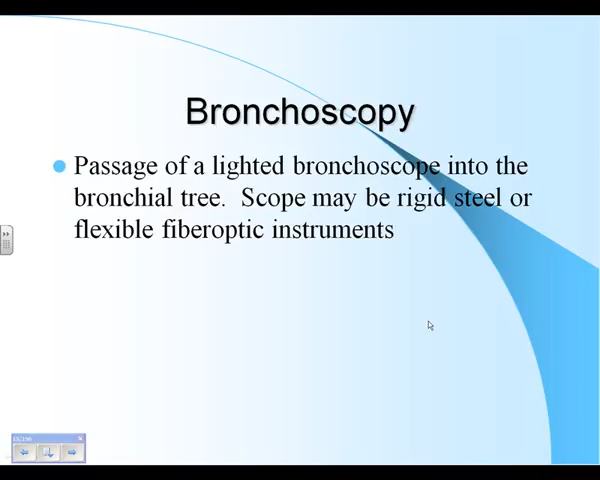 Bronchoscopy
Passage of a lighted bronchoscope into the
bronchial tree.  Scope may be rigid steel or
flexible fiberoptic instruments